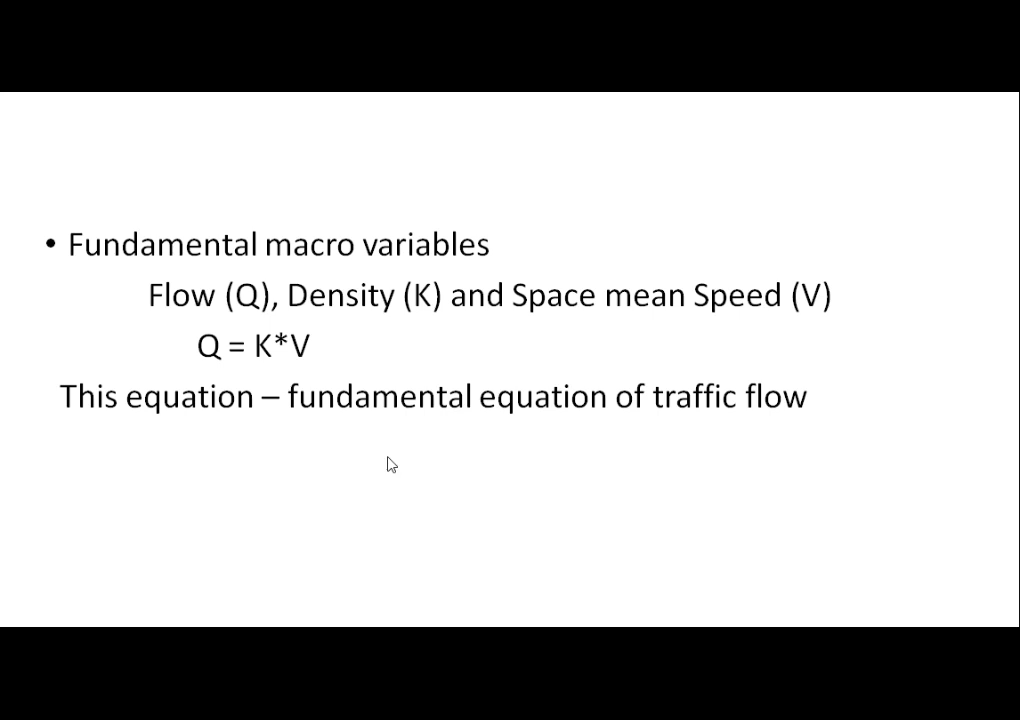 • Fundamental macro variables
Flow (Q), Density (K) and Space mean Speed (V)
Q = K*V
This equation – fundamental equation of traffic flow